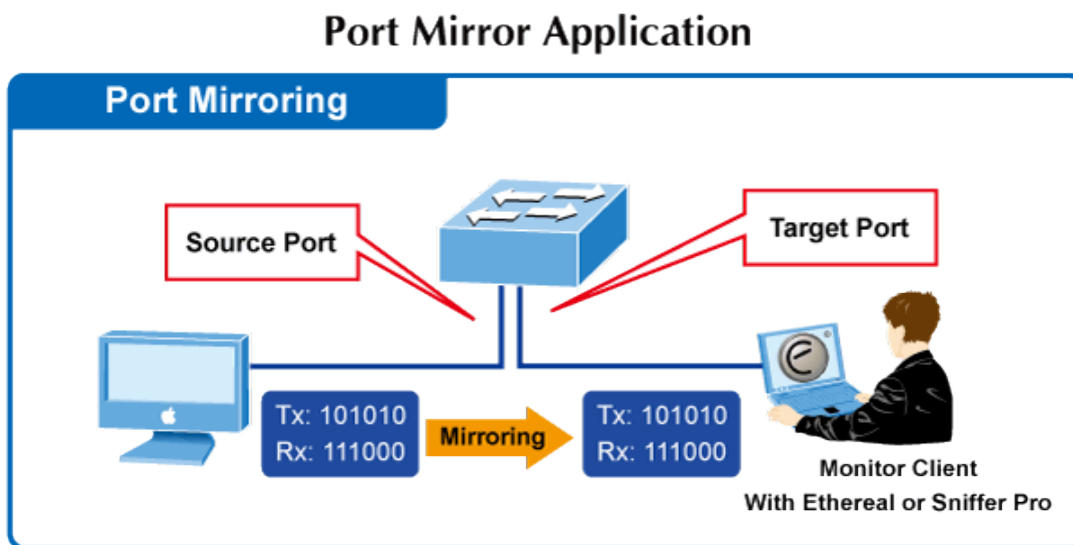 Port Mirror Application
Port Mirroring
Source Port
Target Port
Tx: 101010
Rx: 111000
Mirroring
Tx: 101010
Rx: 111000
Monitor Client
With Ethereal or Sniffer Pro